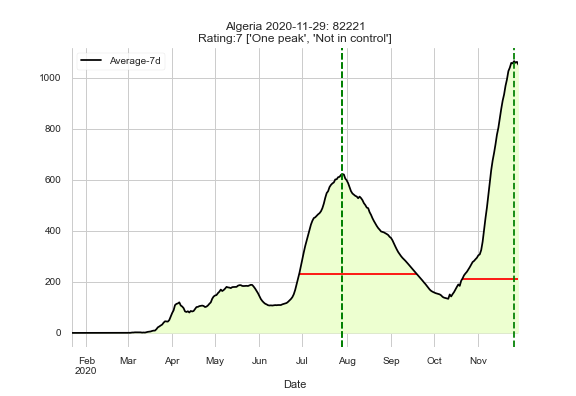 Algeria 2020-11-29: 82221
Rating:7 ['One peak', 'Not in control']
Average-7d
1000
800
600
400
200
0
Feb Mar Apr May Jun Jul Aug Sep Oct Nov
2020
Date